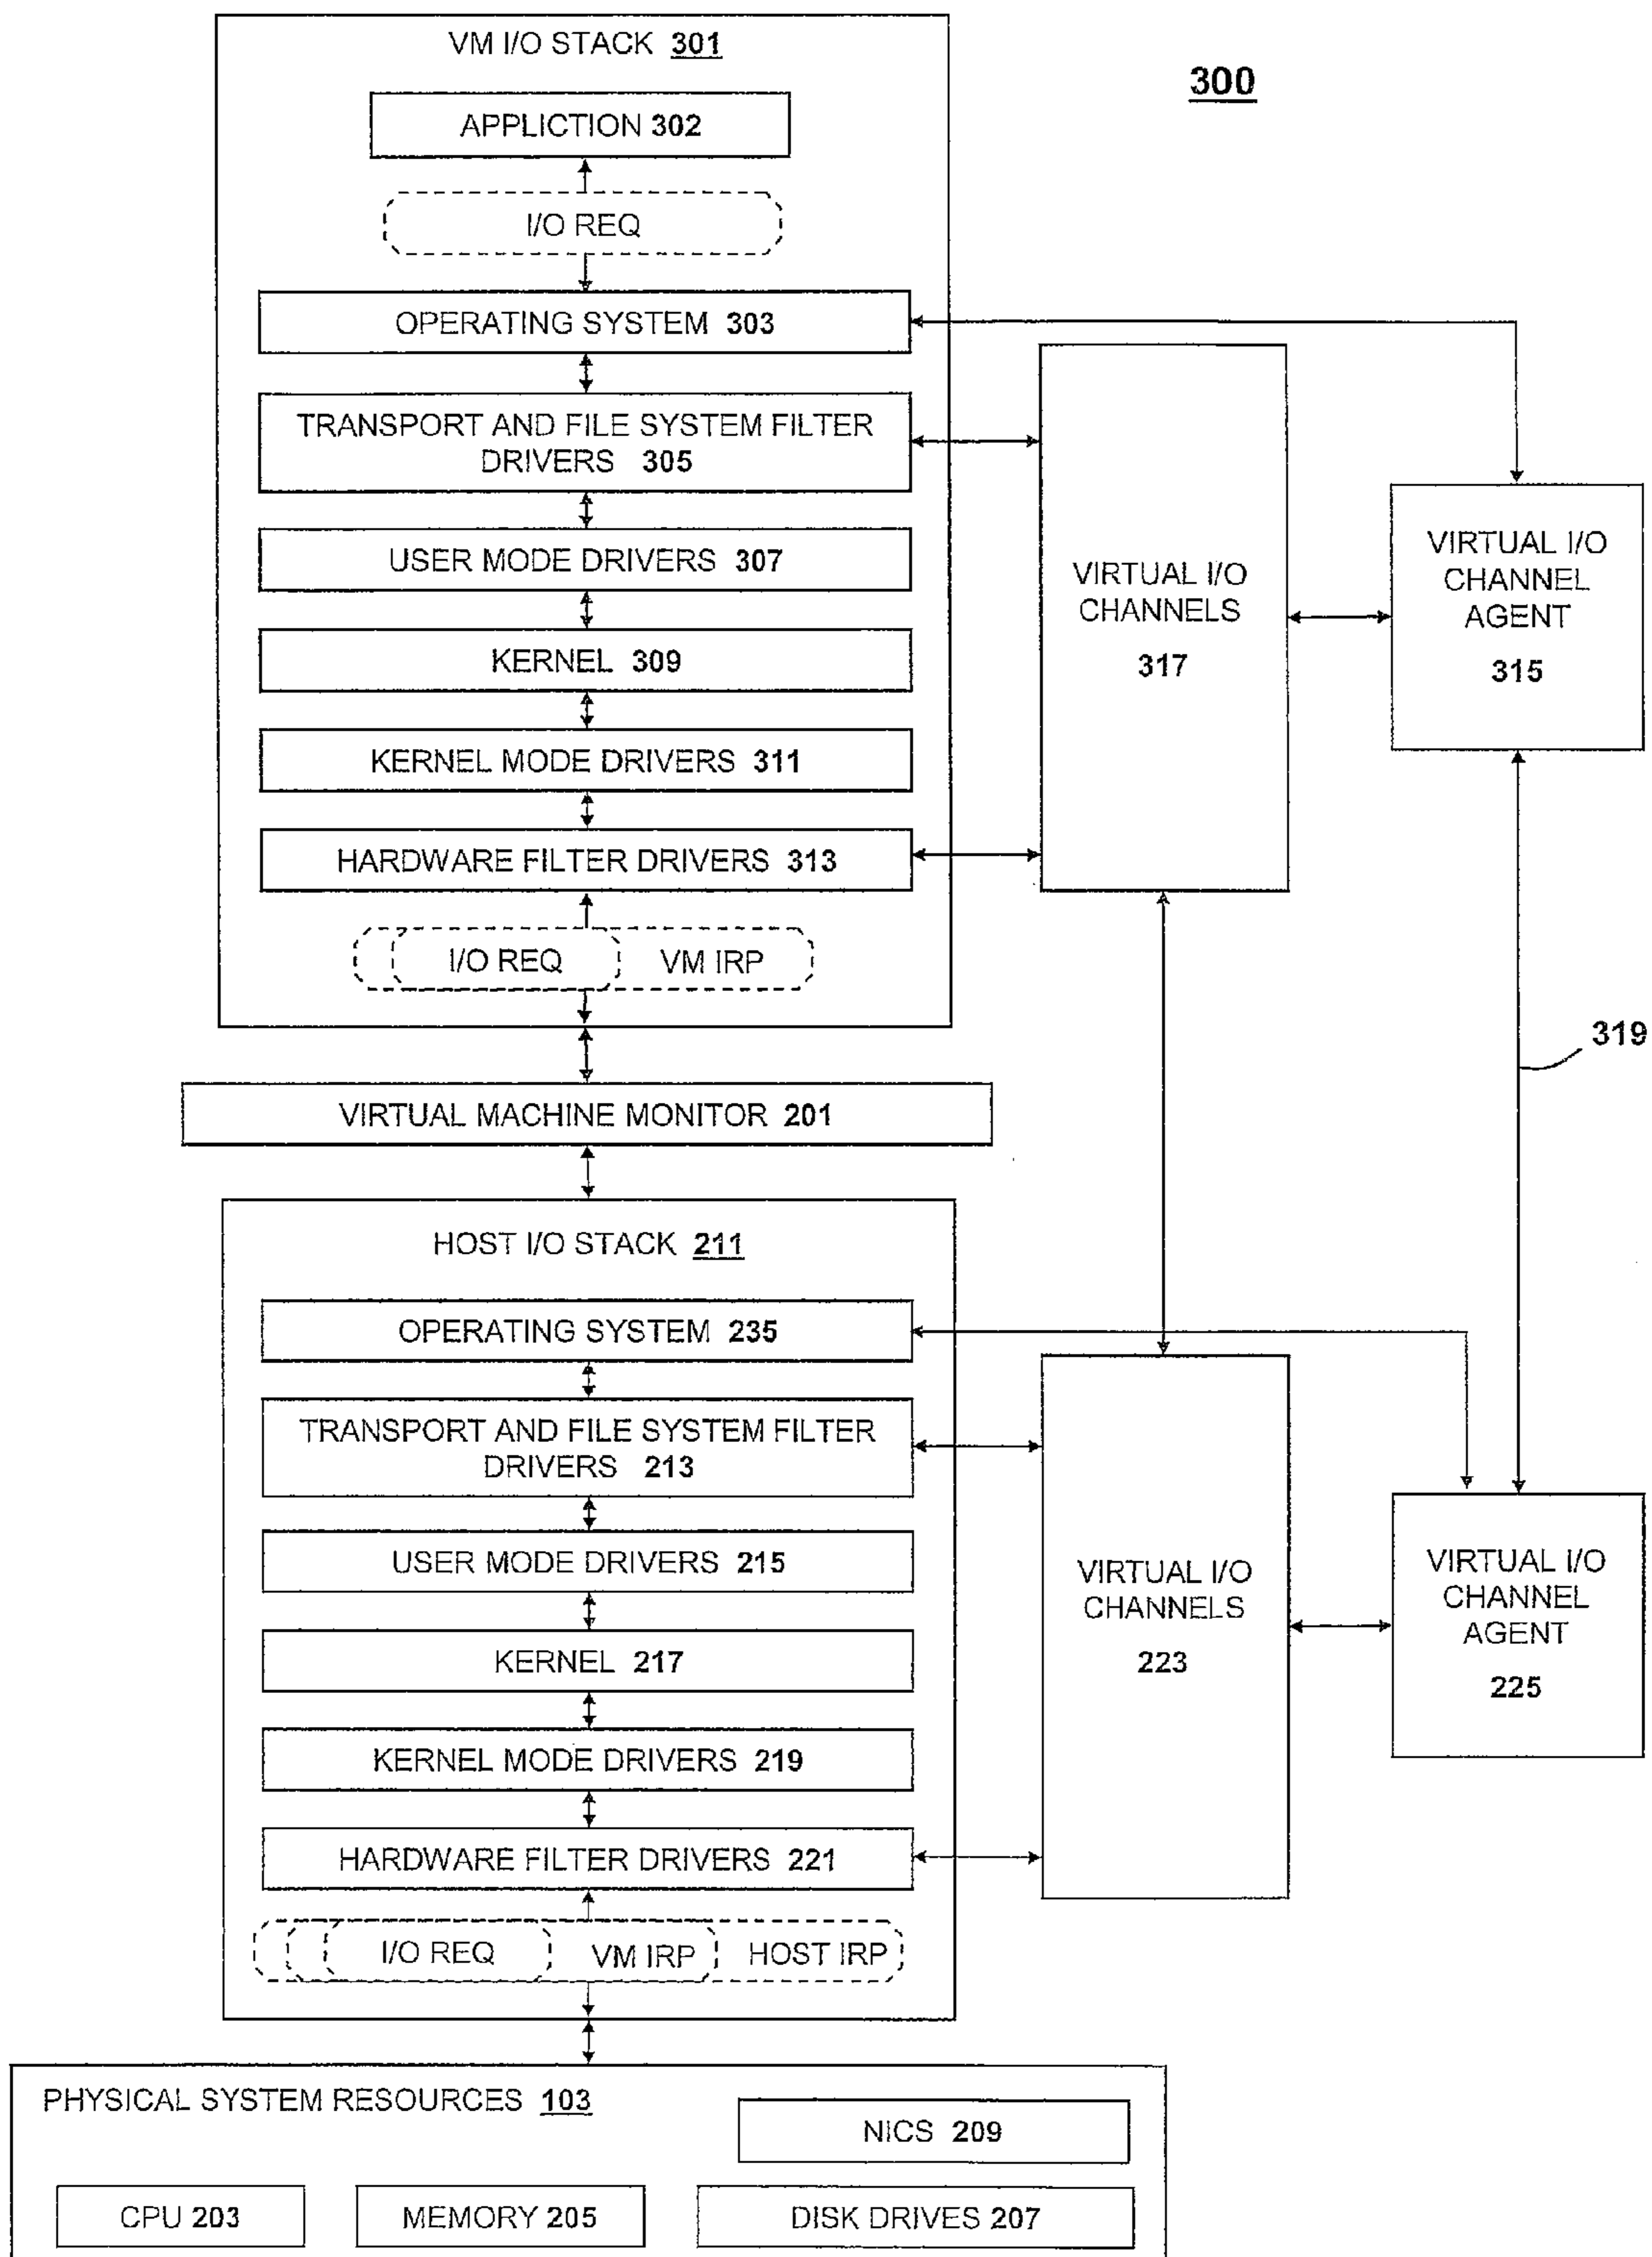 VM I/O STACK 301
300
APPLICTION 302
I/O REQ
OPERATING SYSTEM 303
TRANSPORT AND FILE SYSTEM FILTER
DRIVERS 305
USER MODE DRIVERS 307
KERNEL 309
KERNEL MODE DRIVERS 311
HARDWARE FILTER DRIVERS 313
I/O REQ VM IRP
VIRTUAL I/O
CHANNELS
317
VIRTUAL I/O
CHANNEL
AGENT
315
319
VIRTUAL MACHINE MONITOR 201
HOST I/O STACK 211
OPERATING SYSTEM 235
TRANSPORT AND FILE SYSTEM FILTER
DRIVERS 213
USER MODE DRIVERS 215
KERNEL 217
KERNEL MODE DRIVERS 219
HARDWARE FILTER DRIVERS 221
I/O REQ VM IRP HOST IRP
VIRTUAL I/O
CHANNELS
223
VIRTUAL I/O
CHANNEL
AGENT
225
PHYSICAL SYSTEM RESOURCES 103
NICS 209
CPU 203
MEMORY 205
DISK DRIVES 207